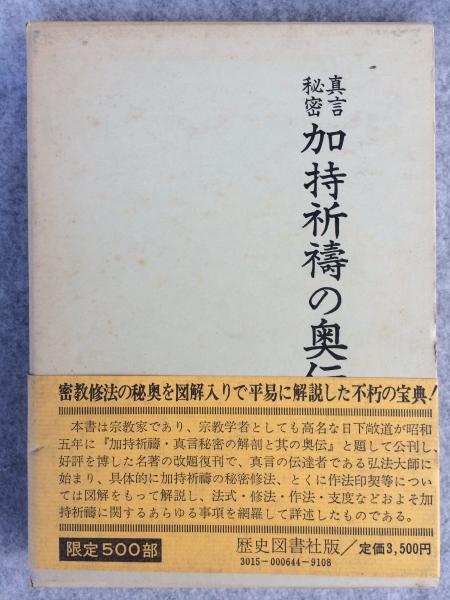 真言
秘密
加持祈禱の奥伝
密教修法の秘奥を図解入りで平易に解説した不朽の宝典!
本書は宗教家であり、宗教学者としても高名な日下敞道が昭和
五年に『加持祈禱・真言秘密の解剖と其の奥伝』と題して公刊し、
好評を博した名著の改題復刊で、真言の伝達者である弘法大師に
始まり、具体的に加持祈禱の秘密修法、とくに作法印契等につい
ては図解をもって解説し、法式・修法・作法・支度などおよそ加
持祈禱に関するあらゆる事項を網羅して詳述したものである。
限定500部
歴史図書社版/定価3,500円
3015-000644-9108